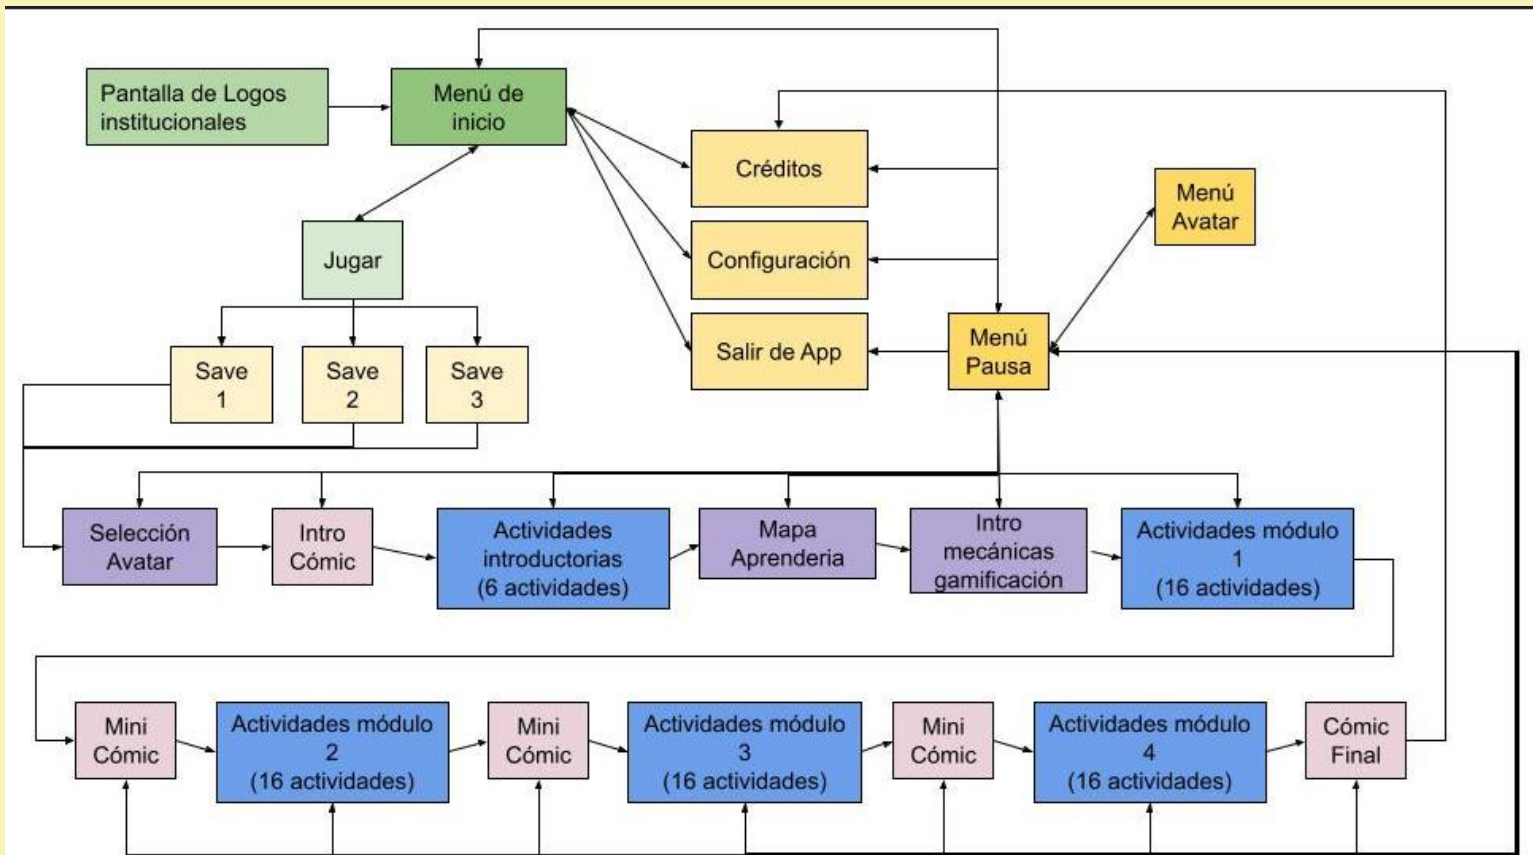 Pantalla de Logos
institucionales
Menú de
inicio
Créditos
Menú
Avatar
Jugar
Configuración
Salir de App
Menú
Pausa
Save
1
Save
2
Save
3
Selección
Avatar
Intro
Cómic
Actividades
introductorias
(6 actividades)
Mapa
Aprenderia
Intro
mecánicas
gamificación
Actividades módulo
1
(16 actividades)
Mini
Cómic
Actividades módulo
2
(16 actividades)
Mini
Cómic
Actividades módulo
3
(16 actividades)
Mini
Cómic
Actividades módulo
4
(16 actividades)
Cómic
Final